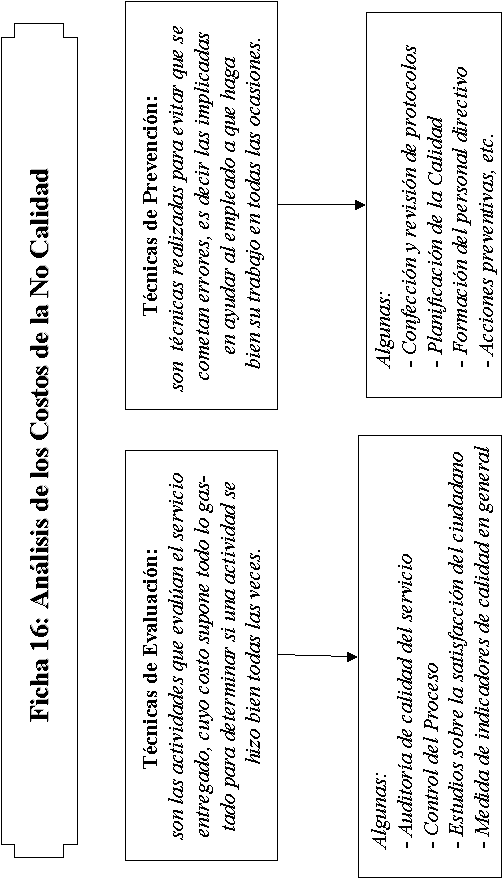 Ficha 16: Análisis de los Costos de la No Calidad
Técnicas de Evaluación:
son las actividades que evalúan el servicio
entregado, cuyo costo supone todo lo gas-
tado para determinar si una actividad se
hizo bien todas las veces.
Algunas:
- Auditoría de calidad del servicio
- Control del Proceso
- Estudios sobre la satisfacción del ciudadano
- Medida de indicadores de calidad en general
Técnicas de Prevención:
son técnicas realizadas para evitar que se
cometan errores, es decir las implicadas
en ayudar al empleado a que haga
bien su trabajo en todas las ocasiones.
Algunas:
- Confección y revisión de protocolos
- Planificación de la Calidad
- Formación del personal directivo
- Acciones preventivas, etc.